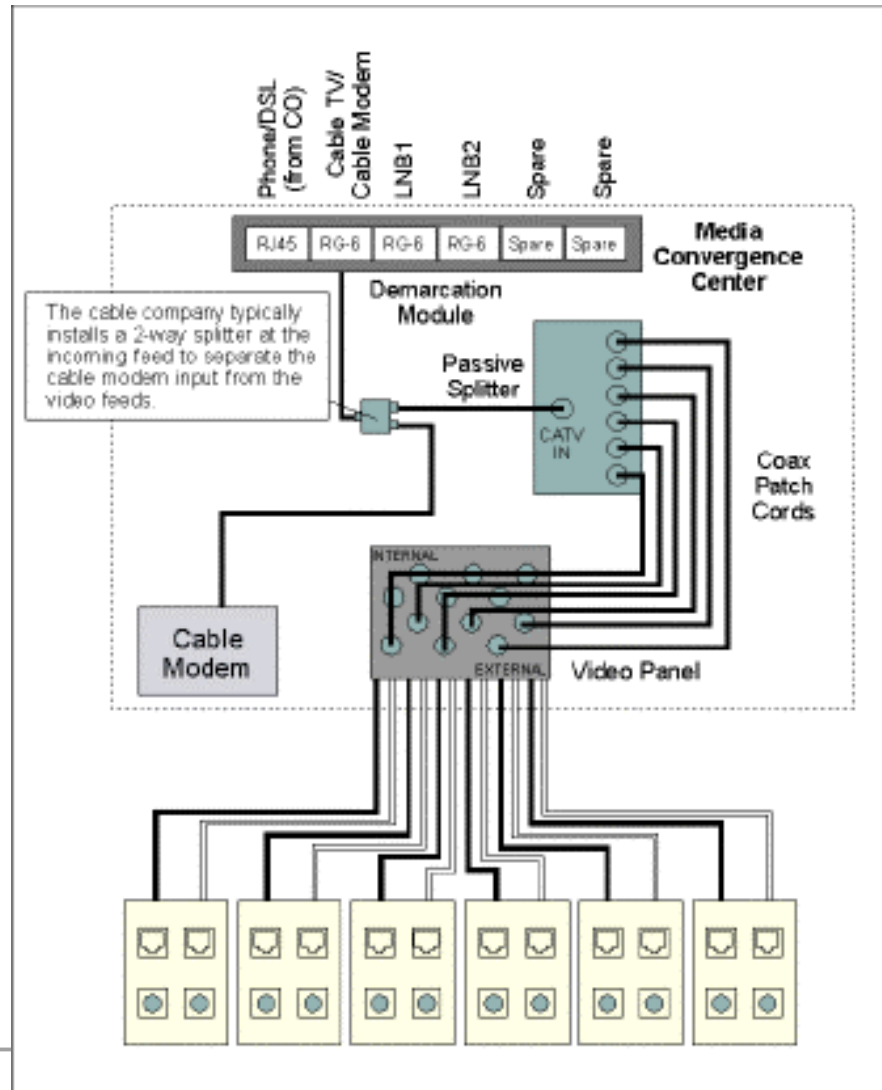 Phone/DSL
(from CO)
Cable TV/
Cable Modem
LNB1
LNB2
Spare
Spare
RJ45 RG-6 RG-6 RG-6 Spare Spare
Media
Convergence
Center
Demarcation
Module
The cable company typically
installs a 2-way splitter at the
incoming feed to separate the
cable modem input from the
video feeds.
Passive
Splitter
CATV
IN
Coax
Patch
Cords
INTERNAL
Cable
Modem
EXTERNAL
Video Panel